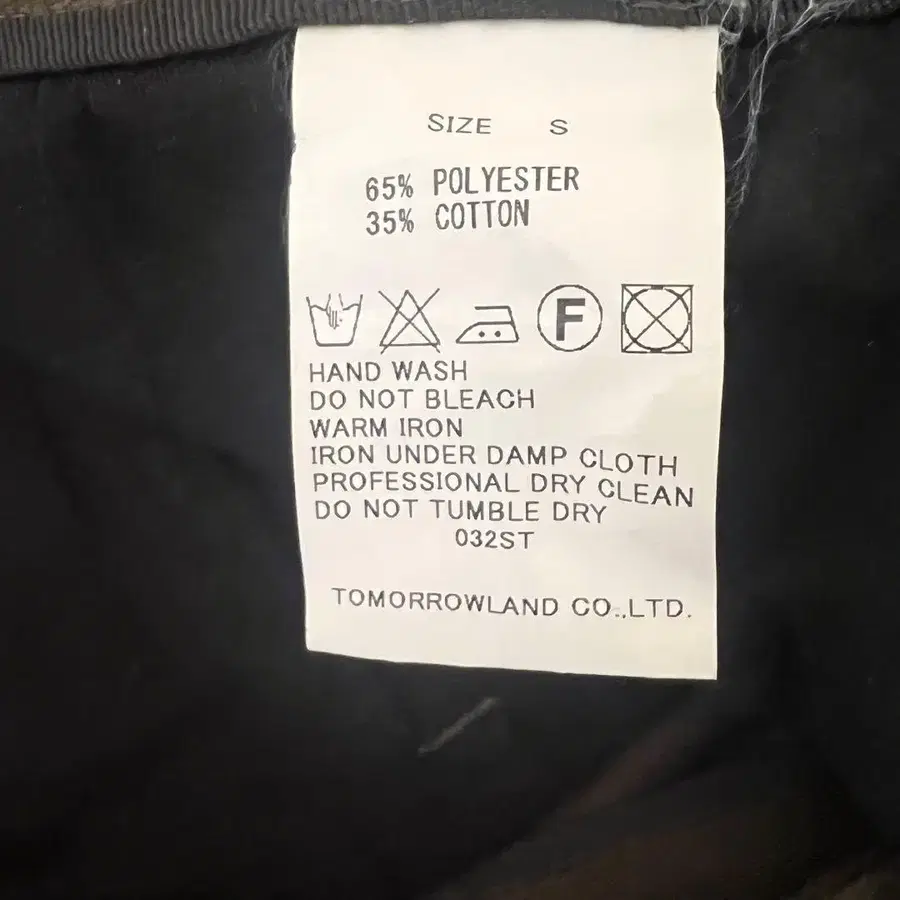 SIZE S
65% POLYESTER
35% COTTON
F
HAND WASH
DO NOT BLEACH
WARM IRON
IRON UNDER DAMP CLOTH
PROFESSIONAL DRY CLEAN
DO NOT TUMBLE DRY
032ST
TOMORROWLAND CO.,LTD.